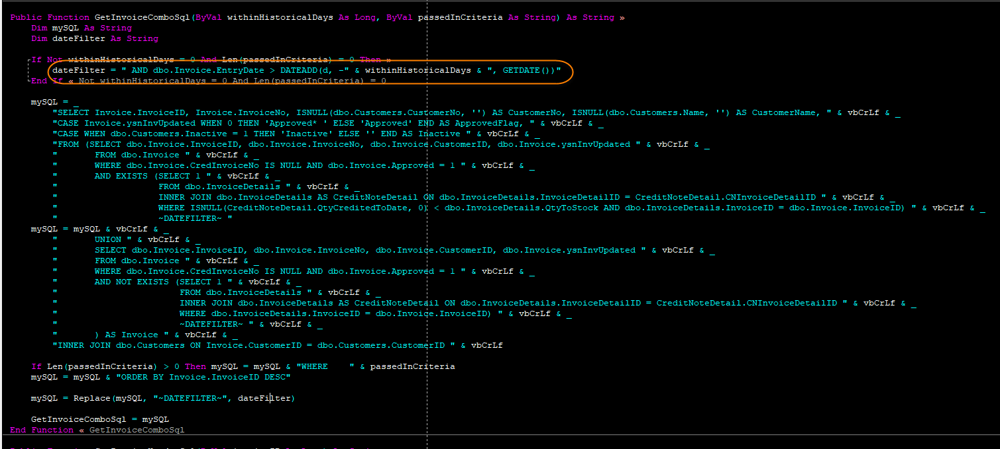 Public Function GetInvoiceComboSql(ByVal withinHistoricalDays As Long, ByVal passedInCriteria As String) As String »
Dim mySQL As String
Dim dateFilter As String
If Not withinHistoricalDays = 0 And Len(passedInCriteria) = 0 Then »
dateFilter = " AND dbo.Invoice.EntryDate > DATEADD(d, -" & withinHistoricalDays & ", GETDATE())"
End If « Not withinHistoricalDays = 0 And Len(passedInCriteria) = 0
mySQL = _
"SELECT Invoice.InvoiceID, Invoice.InvoiceNo, ISNULL(dbo.Customers.CustomerNo, '') AS CustomerNo, ISNULL(dbo.Customers.Name, '') AS CustomerName, " & vbCrLf & _
"CASE Invoice.ysnInvUpdated WHEN 0 THEN 'Approved* ' ELSE 'Approved' END AS ApprovedFlag, " & vbCrLf & _
"CASE WHEN dbo.Customers.Inactive = 1 THEN 'Inactive' ELSE '' END AS Inactive " & vbCrLf & _
"FROM (SELECT dbo.Invoice.InvoiceID, dbo.Invoice.InvoiceNo, dbo.Invoice.CustomerID, dbo.Invoice.ysnInvUpdated " & vbCrLf & _
" FROM dbo.Invoice " & vbCrLf & _
" WHERE dbo.Invoice.CredInvoiceNo IS NULL AND dbo.Invoice.Approved = 1 " & vbCrLf & _
" AND EXISTS (SELECT 1 " & vbCrLf & _
" FROM dbo.InvoiceDetails " & vbCrLf & _
" INNER JOIN dbo.InvoiceDetails AS CreditNoteDetail ON dbo.InvoiceDetails.InvoiceDetailID = CreditNoteDetail.CNInvoiceDetailID " & vbCrLf & _
" WHERE ISNULL(CreditNoteDetail.QtyCreditedToDate, 0) < dbo.InvoiceDetails.QtyToStock AND dbo.InvoiceDetails.InvoiceID = dbo.Invoice.InvoiceID) " & vbCrLf & _
" ~DATEFILTER~ "
mySQL = mySQL & vbCrLf & _
" UNION " & vbCrLf & _
" SELECT dbo.Invoice.InvoiceID, dbo.Invoice.InvoiceNo, dbo.Invoice.CustomerID, dbo.Invoice.ysnInvUpdated " & vbCrLf & _
" FROM dbo.Invoice " & vbCrLf & _
" WHERE dbo.Invoice.CredInvoiceNo IS NULL AND dbo.Invoice.Approved = 1 " & vbCrLf & _
" AND NOT EXISTS (SELECT 1 " & vbCrLf & _
" FROM dbo.InvoiceDetails " & vbCrLf & _
" INNER JOIN dbo.InvoiceDetails AS CreditNoteDetail ON dbo.InvoiceDetails.InvoiceDetailID = CreditNoteDetail.CNInvoiceDetailID " & vbCrLf & _
" WHERE dbo.InvoiceDetails.InvoiceID = dbo.Invoice.InvoiceID) " & vbCrLf & _
" ~DATEFILTER~ " & vbCrLf & _
" ) AS Invoice " & vbCrLf & _
"INNER JOIN dbo.Customers ON Invoice.CustomerID = dbo.Customers.CustomerID " & vbCrLf
If Len(passedInCriteria) > 0 Then mySQL = mySQL & "WHERE    " & passedInCriteria
mySQL = mySQL & "ORDER BY Invoice.InvoiceID DESC"
mySQL = Replace(mySQL, "~DATEFILTER~", dateFilter)
GetInvoiceComboSql = mySQL
End Function « GetInvoiceComboSql